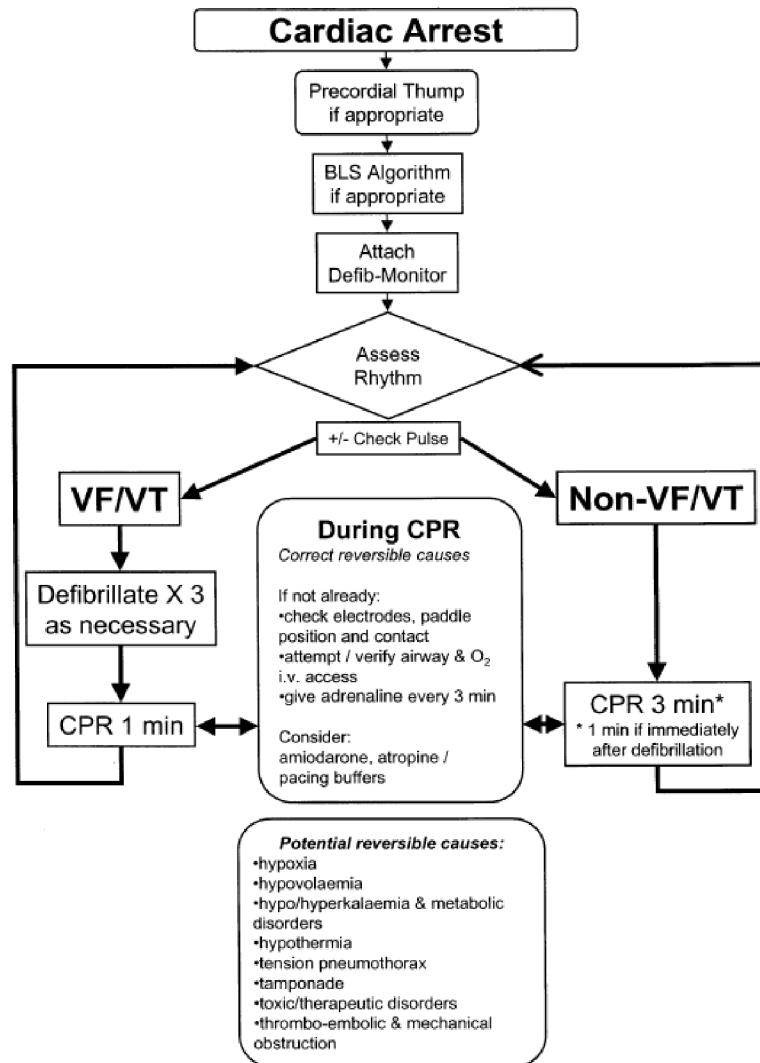 Cardiac Arrest
Precordial Thump
if appropriate
BLS Algorithm
if appropriate
Attach
Defib-Monitor
Assess
Rhythm
+/- Check Pulse
VF/VT
Non-VF/VT
Defibrillate X 3
as necessary
CPR 1 min
During CPR
Correct reversible causes
If not already:
•check electrodes, paddle
position and contact
•attempt / verify airway & O₂
i.v. access
•give adrenaline every 3 min
Consider:
amiodarone, atropine /
pacing buffers
CPR 3 min*
* 1 min if immediately
after defibrillation
Potential reversible causes:
•hypoxia
•hypovolaemia
•hypo/hyperkalaemia & metabolic
disorders
•hypothermia
•tension pneumothorax
•tamponade
•toxic/therapeutic disorders
•thrombo-embolic & mechanical
obstruction